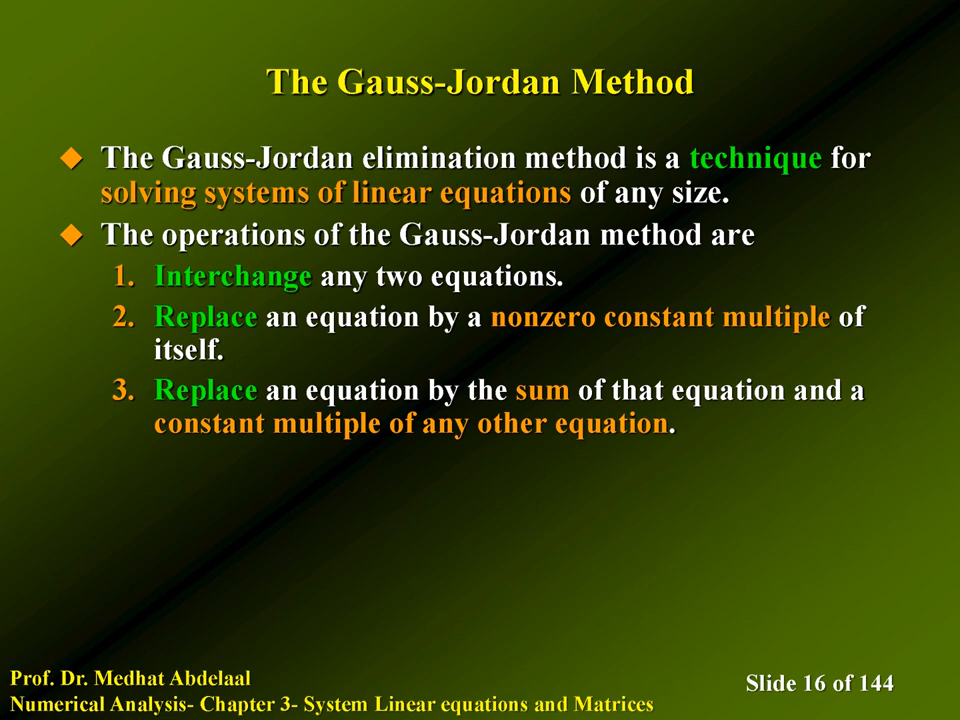 The Gauss-Jordan Method
The Gauss-Jordan elimination method is a technique for
solving systems of linear equations of any size.
The operations of the Gauss-Jordan method are
1. Interchange any two equations.
2. Replace an equation by a nonzero constant multiple of
itself.
3. Replace an equation by the sum of that equation and a
constant multiple of any other equation.
Prof. Dr. Medhat Abdelaal
Numerical Analysis- Chapter 3- System Linear equations and Matrices
Slide 16 of 144